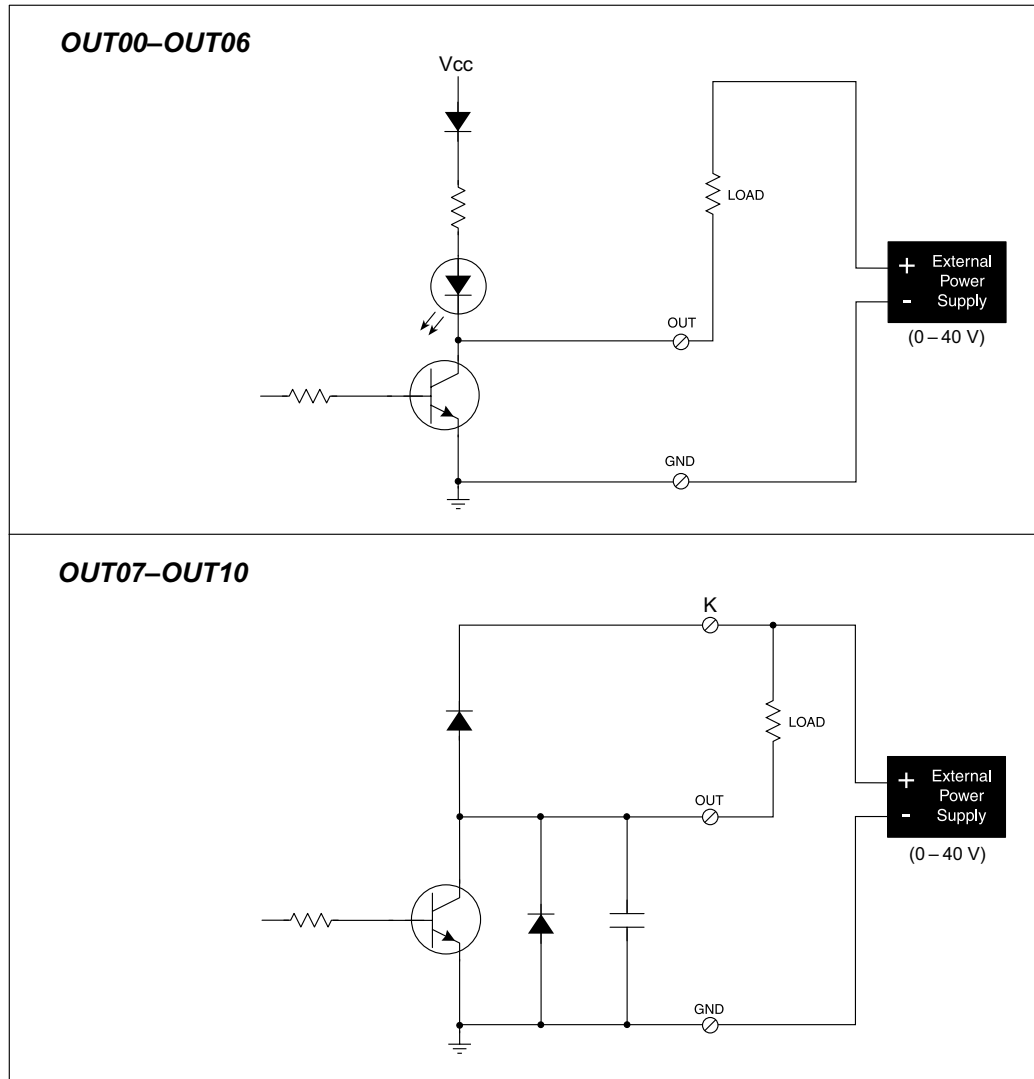 OUT00–OUT06
Vcc
LOAD
+ External
Power
- Supply
(0–40 V)
OUT
GND
OUT07–OUT10
K
LOAD
+ External
Power
- Supply
(0–40 V)
OUT
GND